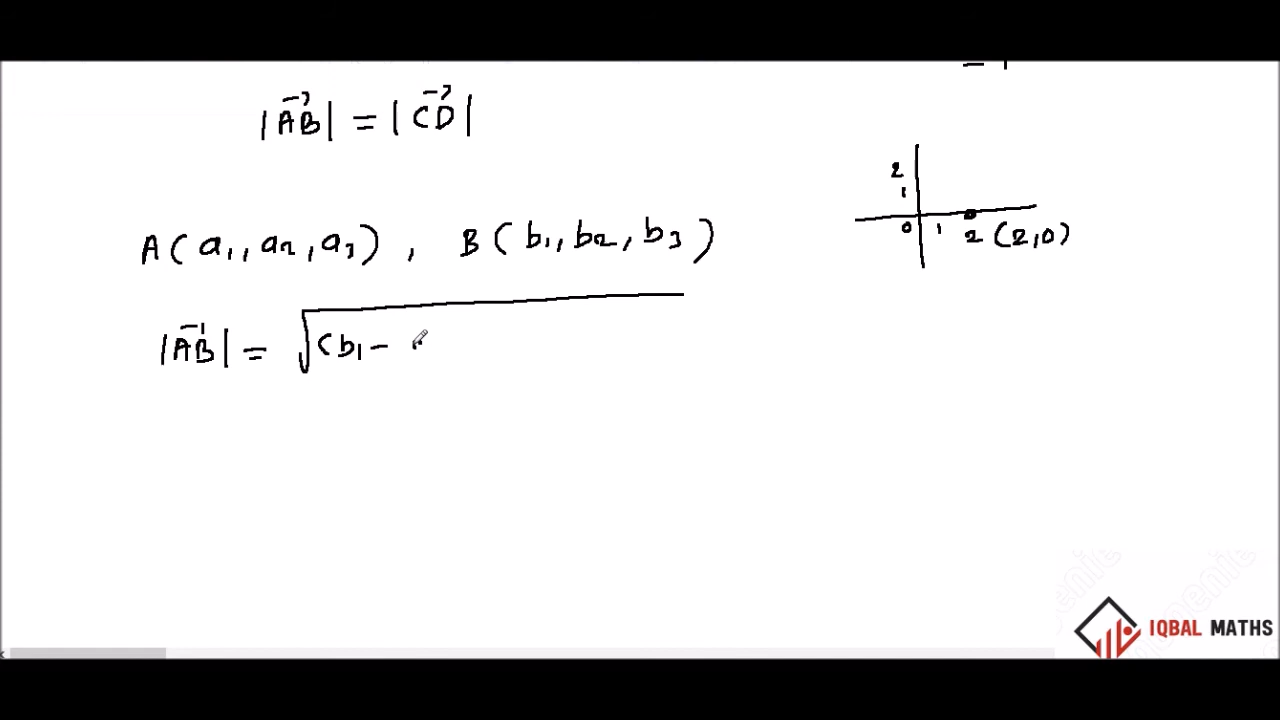 |AB| = |CD|
A(a1, a2, a3), B(b1, b2, b3)
|AB| = √(b1 −
2
1
0 1 2 (2,0)
IQBAL MATHS